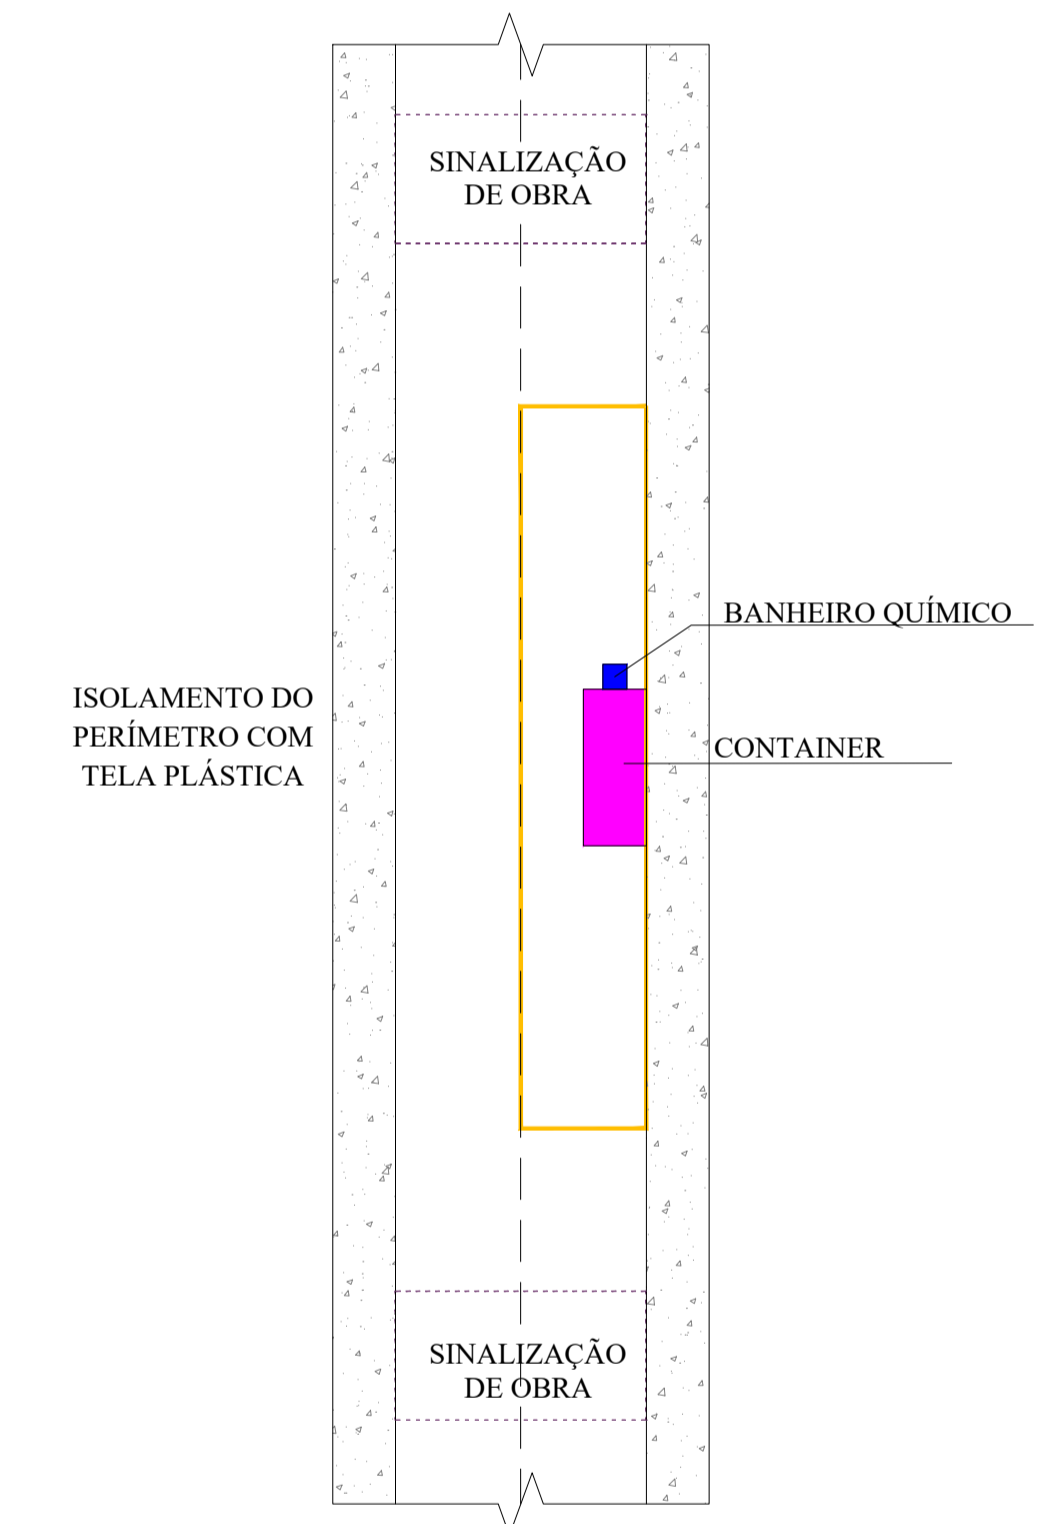 SINALIZAÇÃO
DE OBRA
BANHEIRO QUÍMICO
ISOLAMENTO DO
PERÍMETRO COM
TELA PLÁSTICA
CONTAINER
SINALIZAÇÃO
DE OBRA